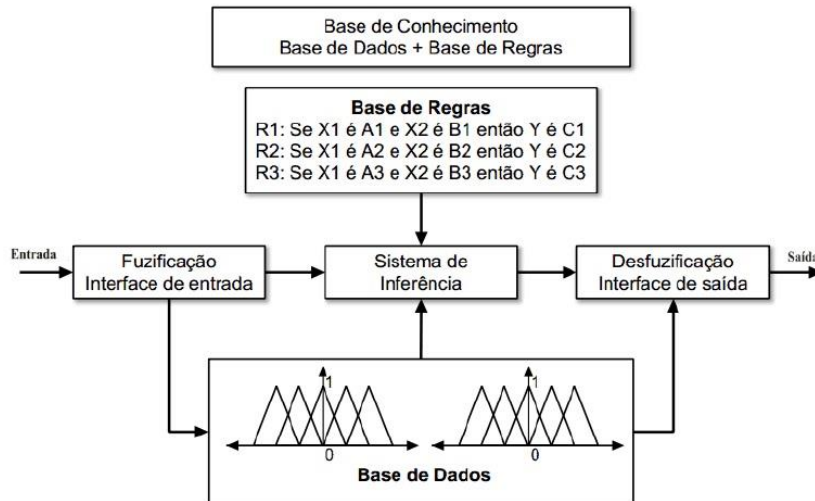 Base de Conhecimento
Base de Dados + Base de Regras
Base de Regras
R1: Se X1 é A1 e X2 é B1 então Y é C1
R2: Se X1 é A2 e X2 é B2 então Y é C2
R3: Se X1 é A3 e X2 é B3 então Y é C3
Entrada
Fuzificação
Interface de entrada
Sistema de
Inferência
Desfuzificação
Interface de saída
Saída
1
0
1
0
Base de Dados